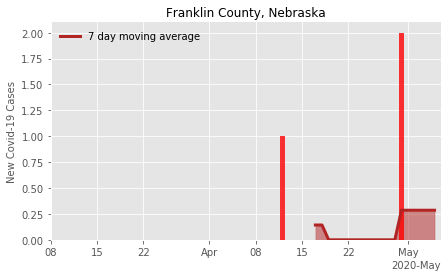 Franklin County, Nebraska
7 day moving average
New Covid-19 Cases
2.00
1.75
1.50
1.25
1.00
0.75
0.50
0.25
0.00
08 15 22 Apr 08 15 22 May
2020-May